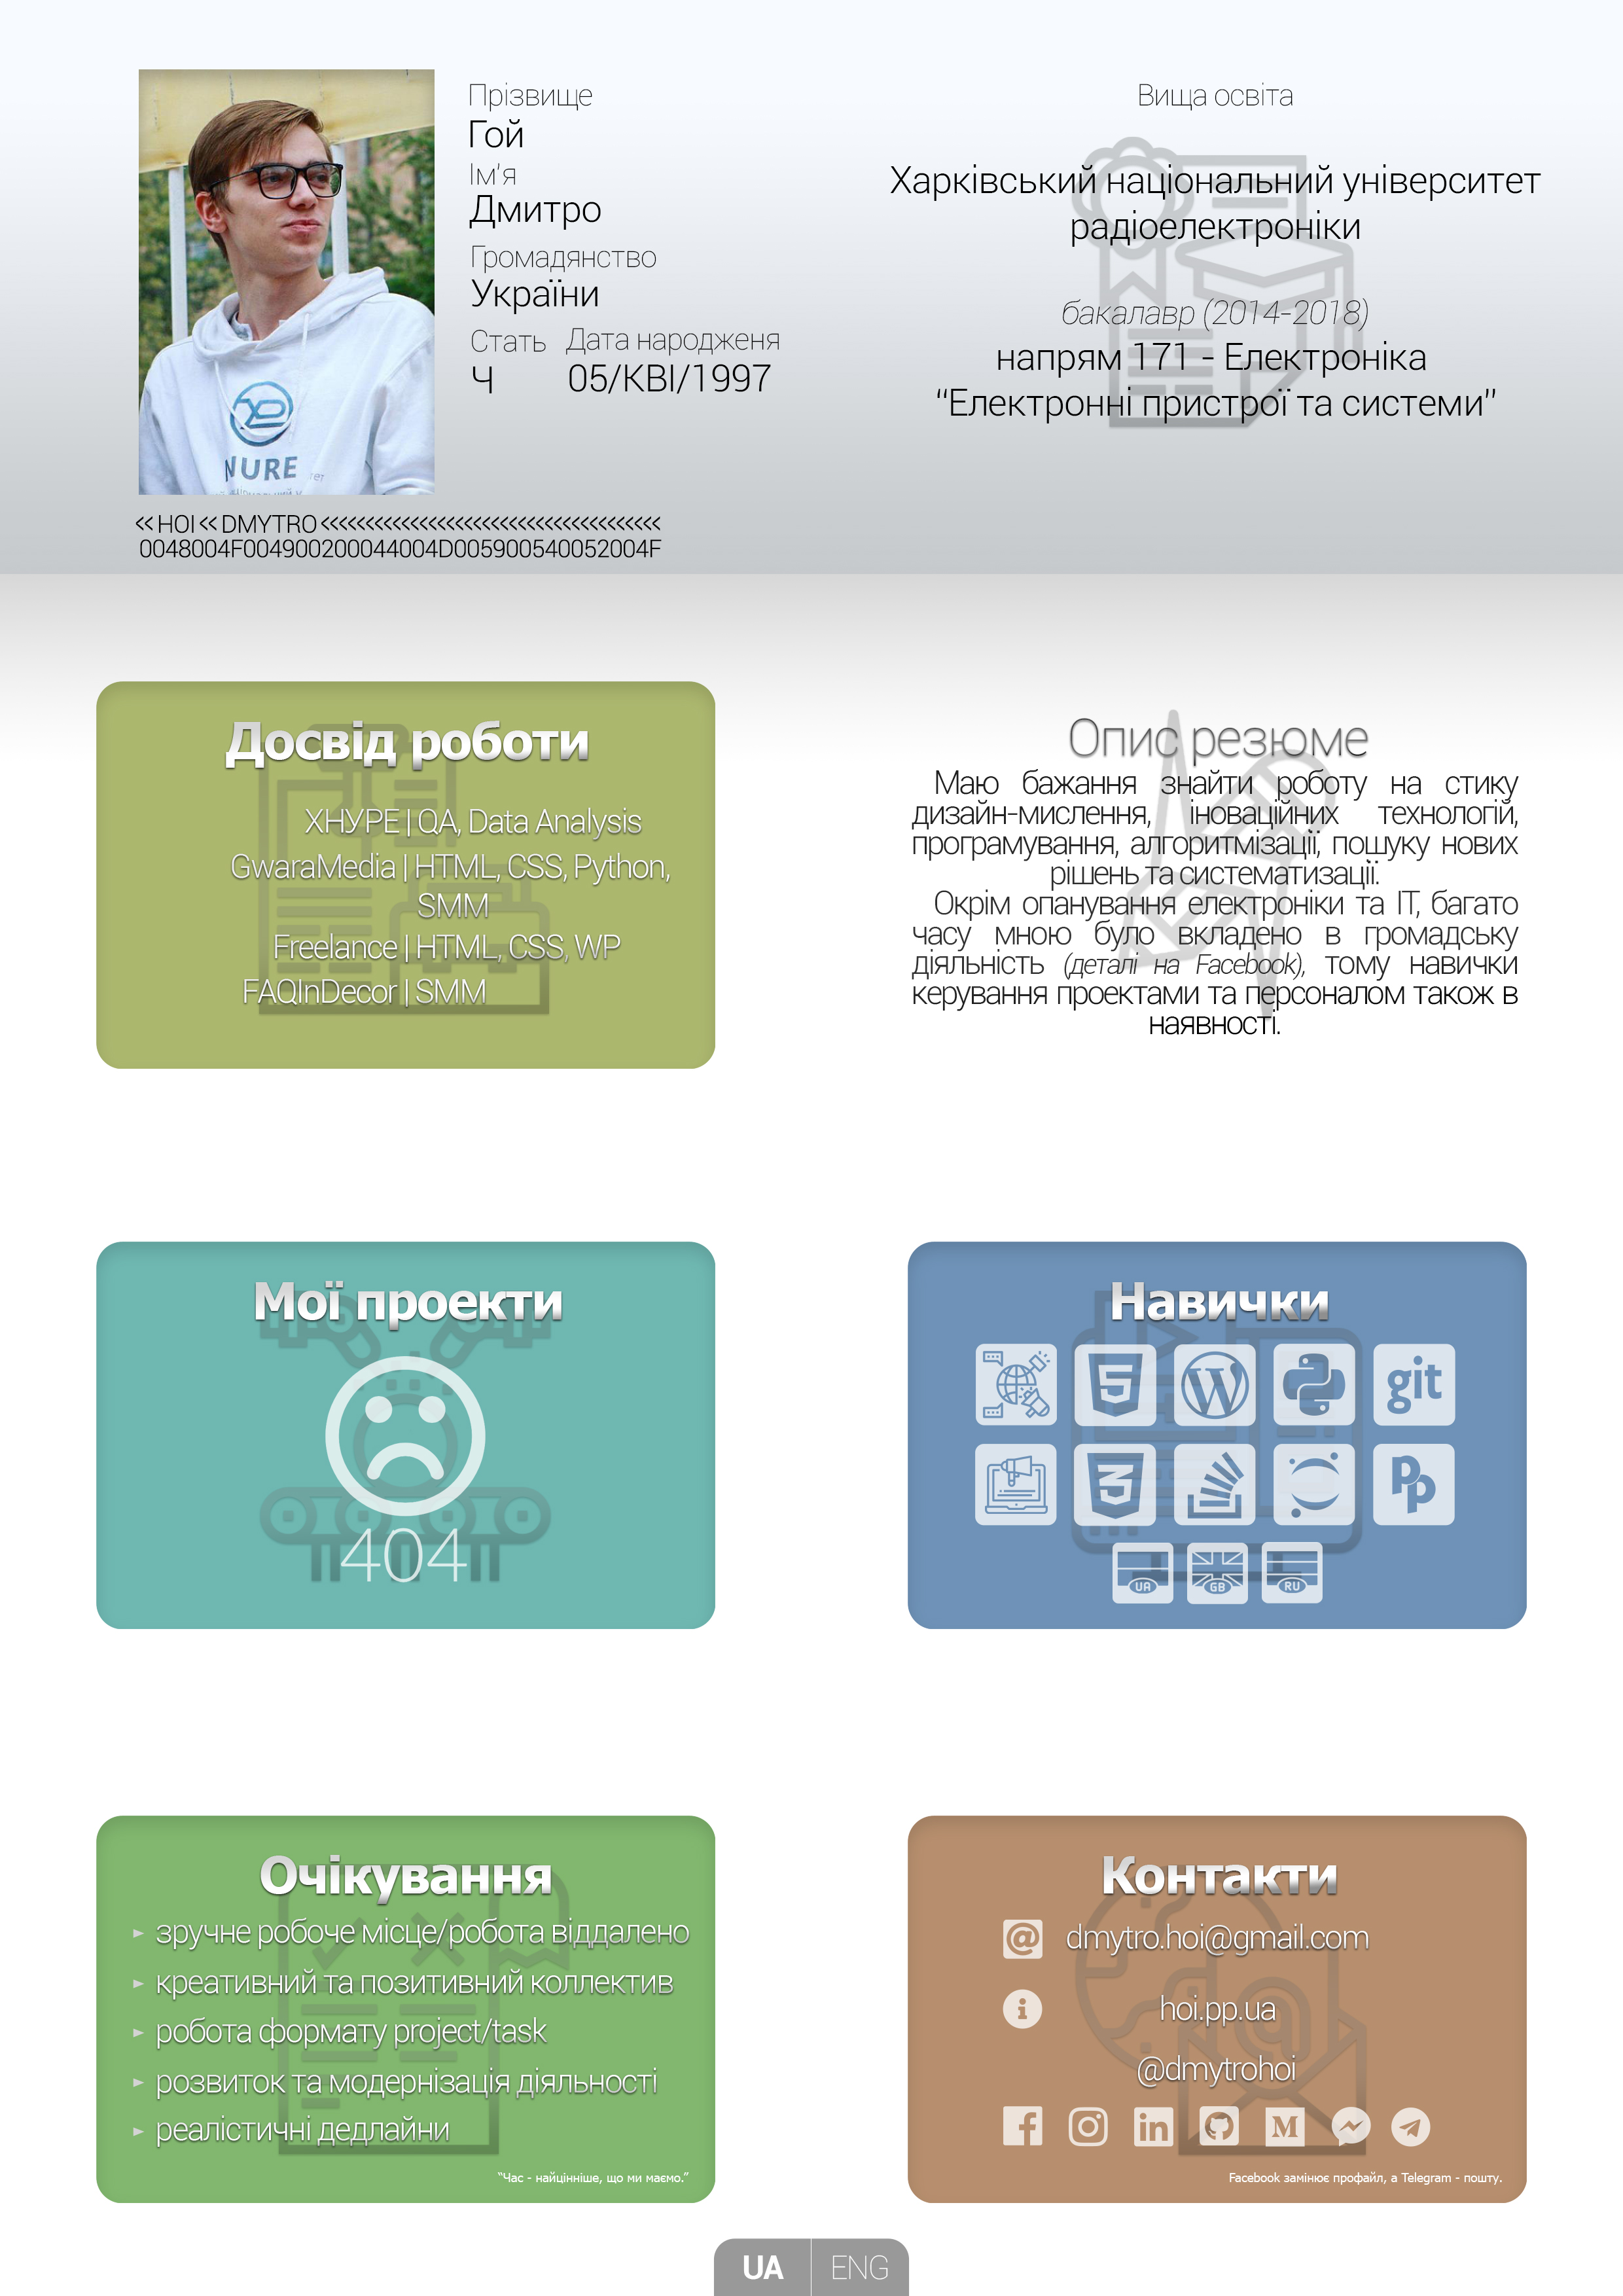 Прізвище
Гой
Ім'я
Дмитро
Громадянство
України
Стать Дата народженя
Ч 05/КВІ/1997
NURE
<< HOI << DMYTRO <<<<<<<<<<<<<<<<<<<<<<<<<<<<<<<<<<<<<<
0048004F004900200044004D005900540052004F
Вища освіта
Харківський національний університет
радіоелектроніки
бакалавр (2014-2018)
напрям 171 - Електроніка
“Електронні пристрої та системи”
Досвід роботи
ХНУРЕ | QA, Data Analysis
GwaraMedia | HTML, CSS, Python,
SMM
Freelance | HTML, CSS, WP
FAQInDecor | SMM
Опис резюме
Маю бажання знайти роботу на стику
дизайн-мислення, іноваційних технологій,
програмування, алгоритмізації, пошуку нових
рішень та систематизації.
Окрім опанування електроніки та ІТ, багато
часу мною було вкладено в громадську
діяльність (деталі на Facebook), тому навички
керування проектами та персоналом також в
наявності.
Мої проекти
404
Навички
5 W git
3 pp
UA GB RU
Очікування
зручне робоче місце/робота віддалено
креативний та позитивний коллектив
робота формату project/task
розвиток та модернізація діяльності
реалістичні дедлайни
“Час - найцінніше, що ми маємо.”
Контакти
@ dmytro.hoi@gmail.com
i hoi.pp.ua
@dmytrohoi
f in M
Facebook замінює профайл, а Telegram - пошту.
UA ENG